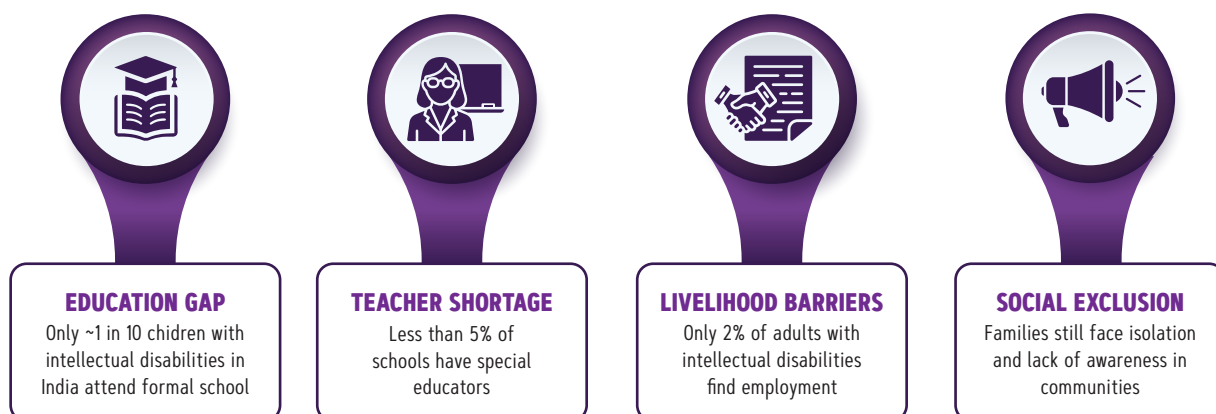 EDUCATION GAP
Only ~1 in 10 chidren with
intellectual disabilities in
India attend formal school
TEACHER SHORTAGE
Less than 5% of
schools have special
educators
LIVELIHOOD BARRIERS
Only 2% of adults with
intellectual disabilities
find employment
SOCIAL EXCLUSION
Families still face isolation
and lack of awareness in
communities